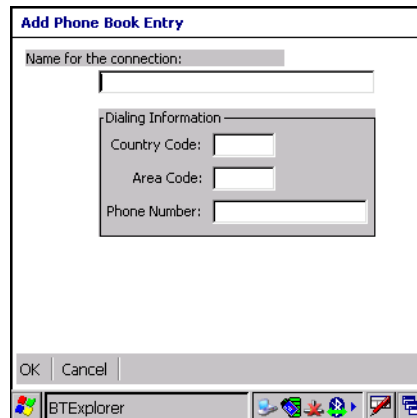 Add Phone Book Entry
Name for the connection:
Dialing Information
Country Code:
Area Code:
Phone Number:
OK Cancel
BTExplorer